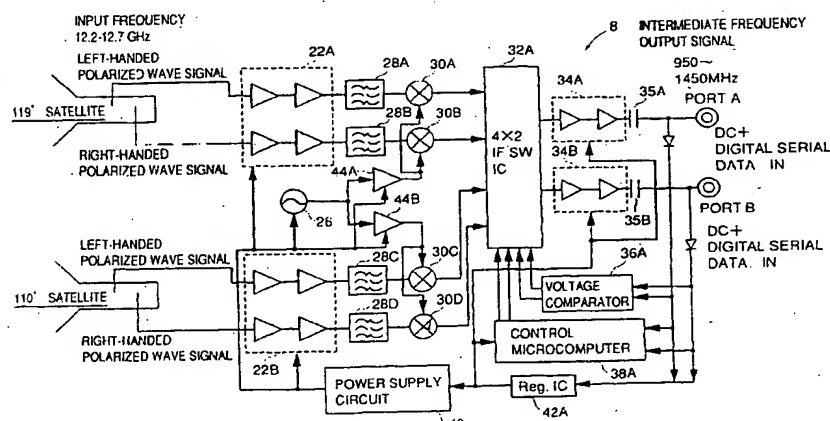 INPUT FREQUENCY
12.2-12.7 GHz
LEFT-HANDED
POLARIZED WAVE SIGNAL
119° SATELLITE
RIGHT-HANDED
POLARIZED WAVE SIGNAL
22A
28A
30A
28B
30B
32A
4×2
IF SW
IC
8
INTERMEDIATE FREQUENCY
OUTPUT SIGNAL
950~
1450MHz
34A
35A
PORT A
DC+
DIGITAL SERIAL
DATA IN
34B
35B
PORT B
DC+
DIGITAL SERIAL
DATA. IN
44A
44B
26
LEFT-HANDED
POLARIZED WAVE SIGNAL
110° SATELLITE
RIGHT-HANDED
POLARIZED WAVE SIGNAL
28C
30C
28D
30D
22B
36A
VOLTAGE
COMPARATOR
CONTROL
MICROCOMPUTER
38A
POWER SUPPLY
CIRCUIT
Reg. IC
42A